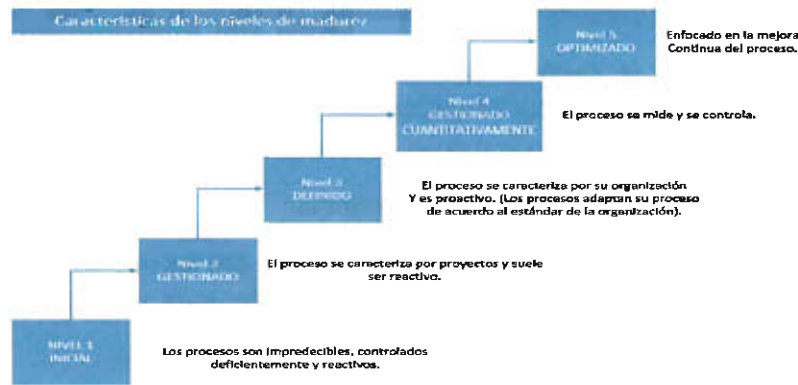 Características de los niveles de madurez
Nivel 5
OPTIMIZADO
Enfocado en la mejora
Continua del proceso.
Nivel 4
GESTIONADO
CUANTITATIVAMENTE
El proceso se mide y se controla.
Nivel 3
DEFINIDO
El proceso se caracteriza por su organización
Y es proactivo. (Los procesos adaptan su proceso
de acuerdo al estándar de la organización).
Nivel 2
GESTIONADO
El proceso se caracteriza por proyectos y suele
ser reactivo.
NIVEL 1
INICIAL
Los procesos son impredecibles, controlados
deficientemente y reactivos.